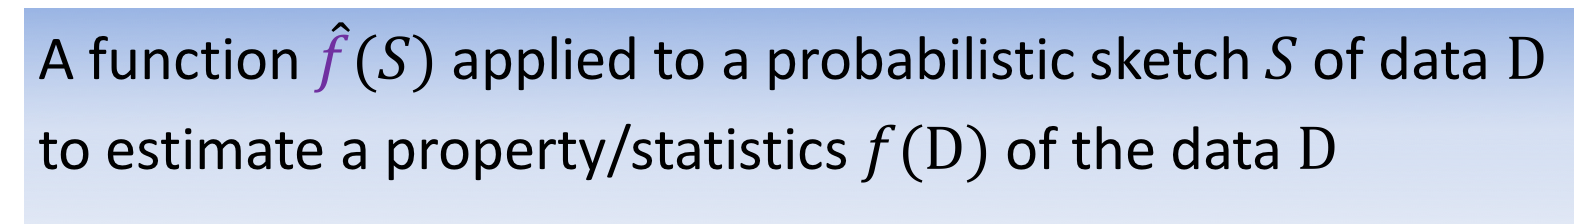 A function f̂(S) applied to a probabilistic sketch S of data D
to estimate a property/statistics f(D) of the data D